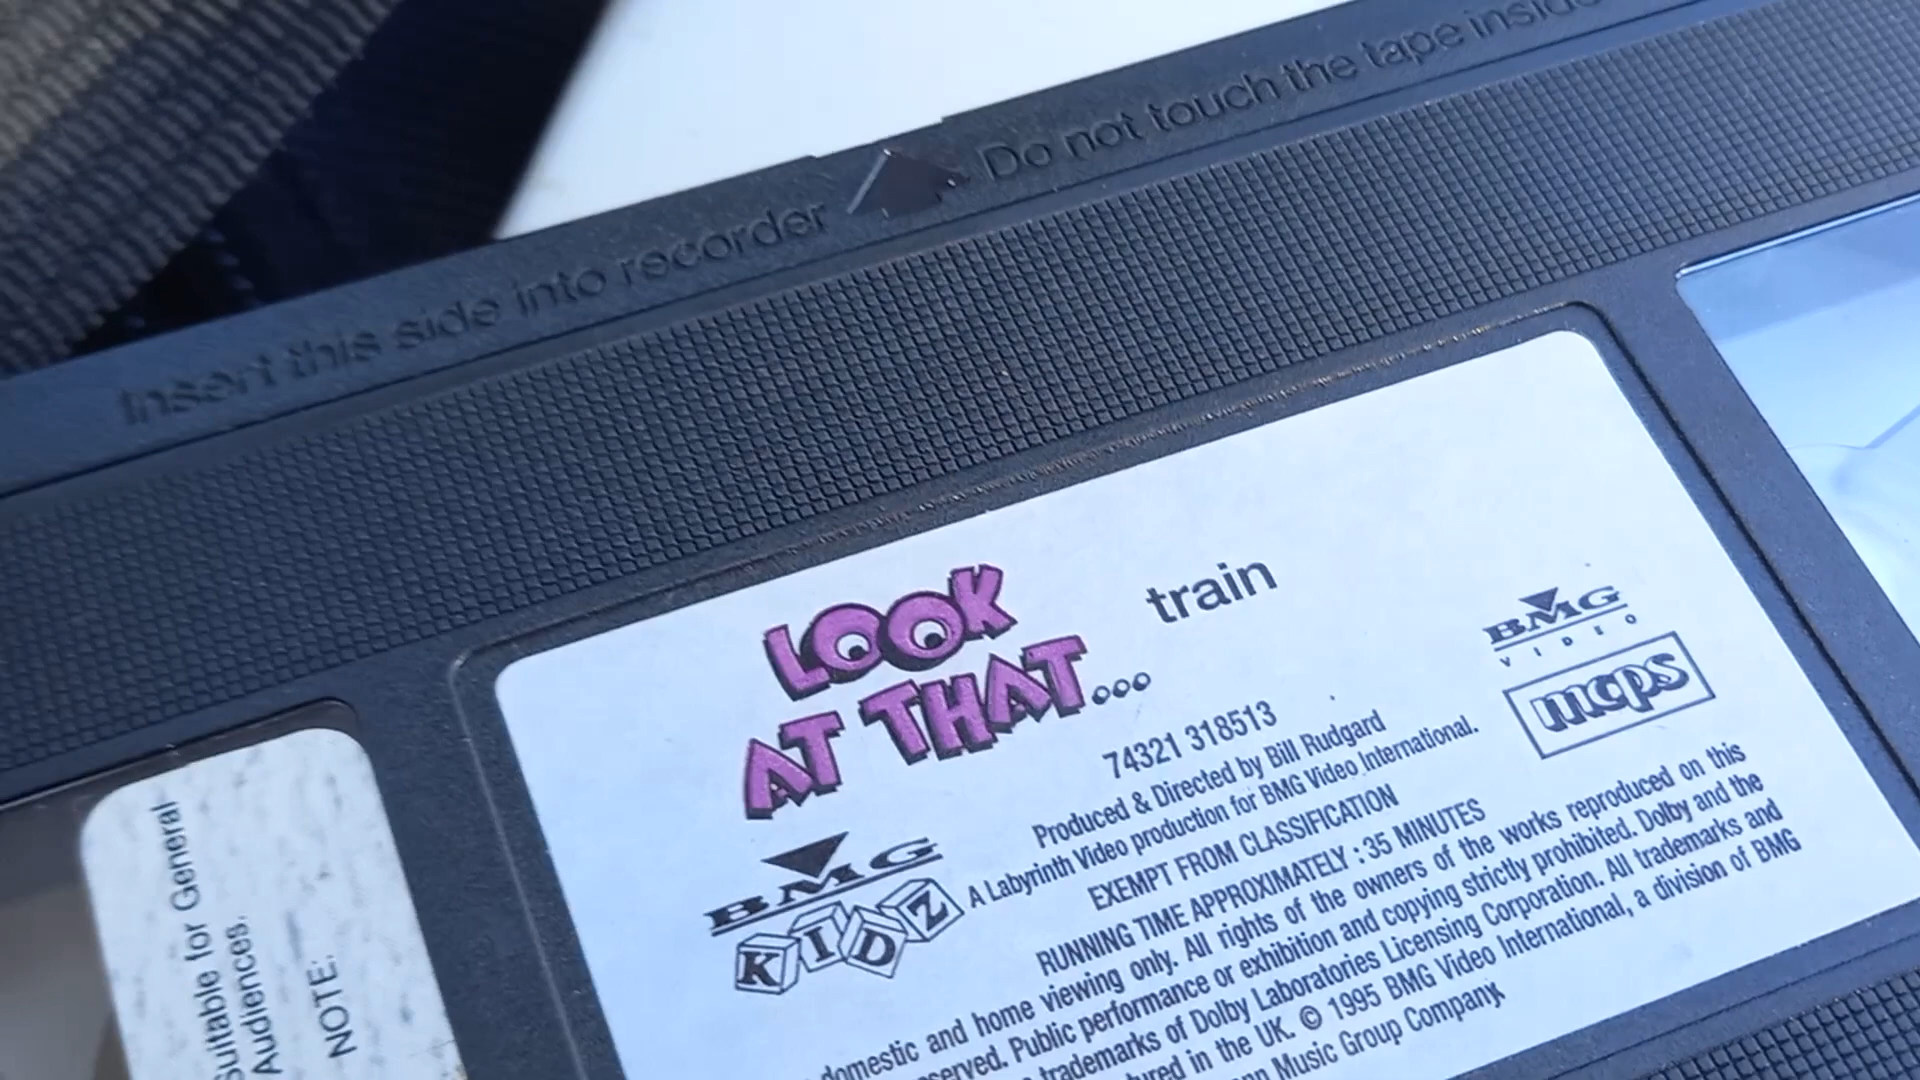 Insert this side into recorder Do not touch the tape inside
LOOK
AT THAT...
train
BMG
VIDEO
mcps
74321 318513
Produced & Directed by Bill Rudgard
A Labyrinth Video production for BMG Video International.
EXEMPT FROM CLASSIFICATION
RUNNING TIME APPROXIMATELY : 35 MINUTES
BMG
KIDZ
domestic and home viewing only. All rights of the owners of the works reproduced on this
Public performance or exhibition and copying strictly prohibited. Dolby and the
trademarks of Dolby Laboratories Licensing Corporation. All trademarks and
in the UK. © 1995 BMG Video International, a division of BMG
Music Group Company.
Suitable for General
Audiences.
NOTE: